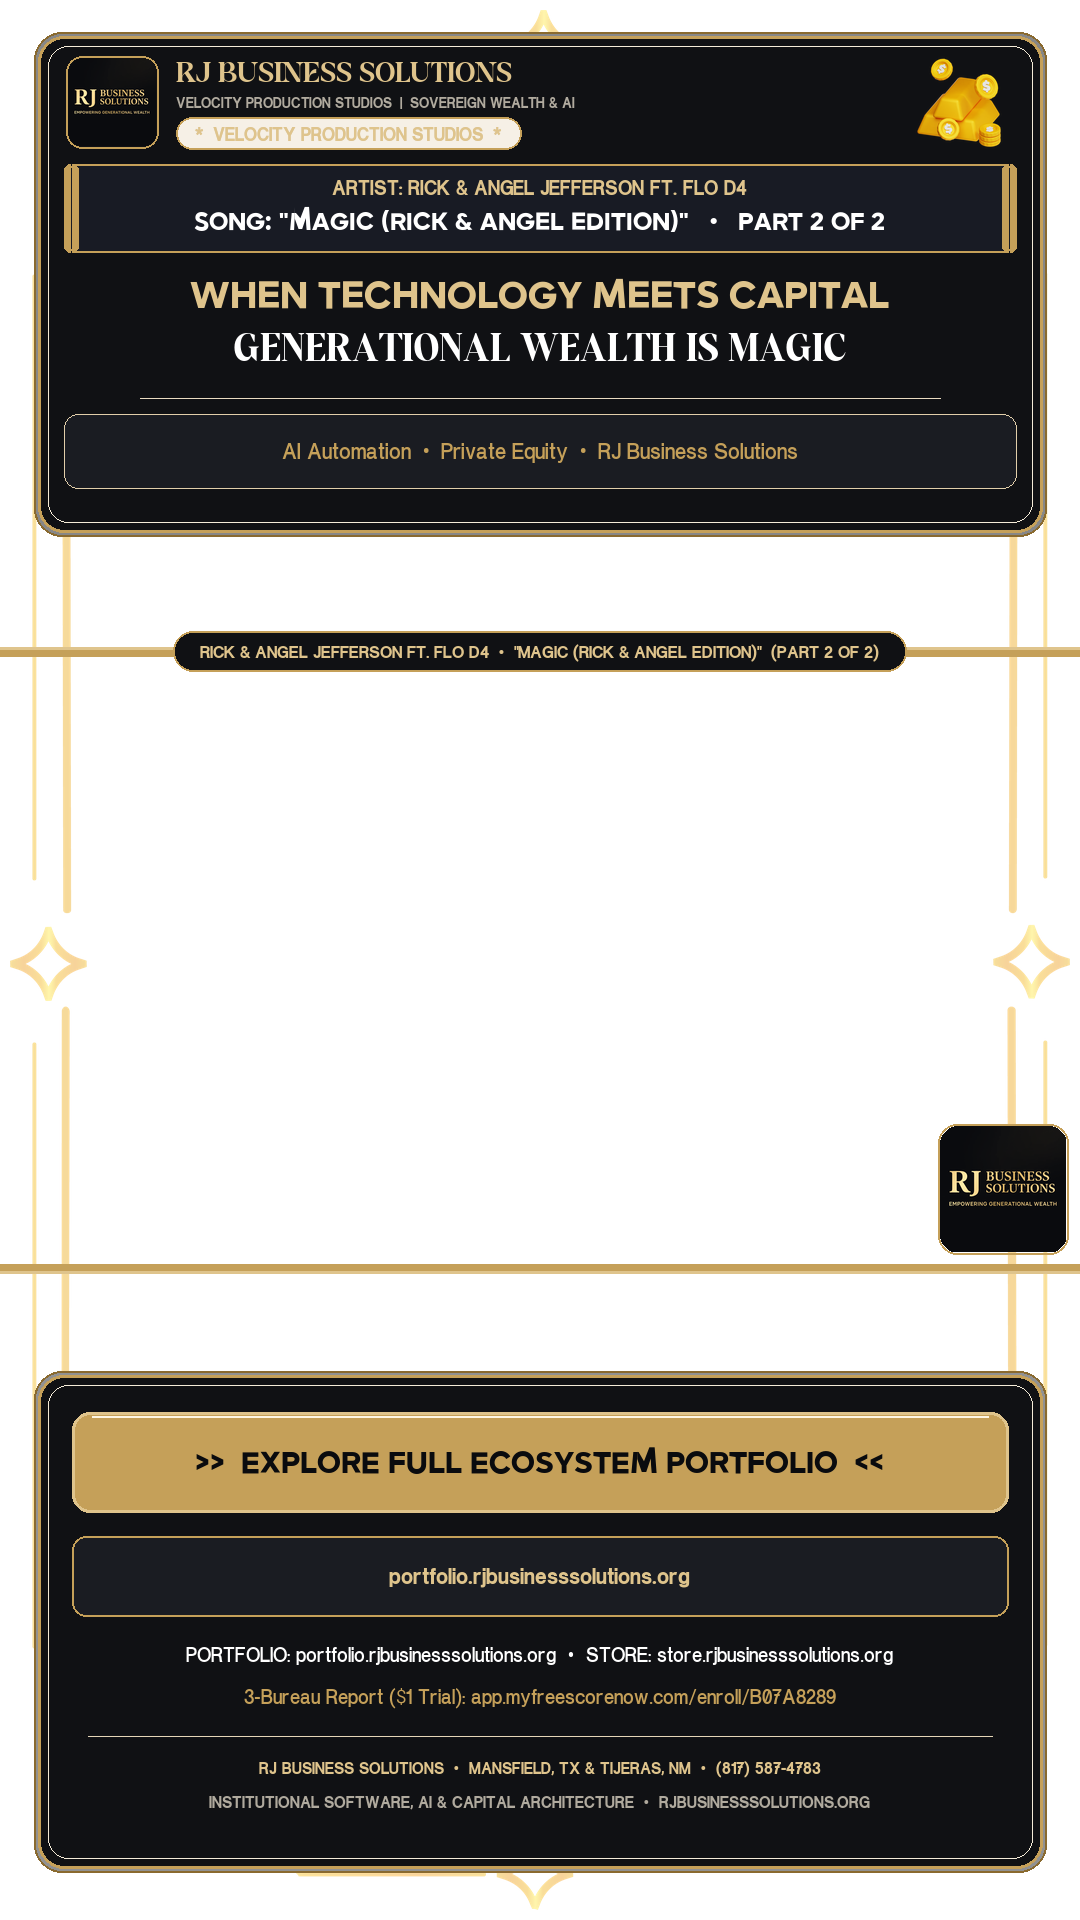 RJ BUSINESS SOLUTIONS
EMPOWERING GENERATIONAL WEALTH
RJ BUSINESS SOLUTIONS
VELOCITY PRODUCTION STUDIOS | SOVEREIGN WEALTH & AI
* VELOCITY PRODUCTION STUDIOS *
ARTIST: RICK & ANGEL JEFFERSON FT. FLO D4
SONG: "MAGIC (RICK & ANGEL EDITION)" • PART 2 OF 2
WHEN TECHNOLOGY MEETS CAPITAL
GENERATIONAL WEALTH IS MAGIC
AI Automation • Private Equity • RJ Business Solutions
RICK & ANGEL JEFFERSON FT. FLO D4 • "MAGIC (RICK & ANGEL EDITION)" (PART 2 OF 2)
RJ BUSINESS SOLUTIONS
EMPOWERING GENERATIONAL WEALTH
>> EXPLORE FULL ECOSYSTEM PORTFOLIO <<
portfolio.rjbusinesssolutions.org
PORTFOLIO: portfolio.rjbusinesssolutions.org • STORE: store.rjbusinesssolutions.org
3-Bureau Report ($1 Trial): app.myfreescorenow.com/enroll/B07A8289
RJ BUSINESS SOLUTIONS • MANSFIELD, TX & TIJERAS, NM • (817) 587-4783
INSTITUTIONAL SOFTWARE, AI & CAPITAL ARCHITECTURE • RJBUSINESSSOLUTIONS.ORG